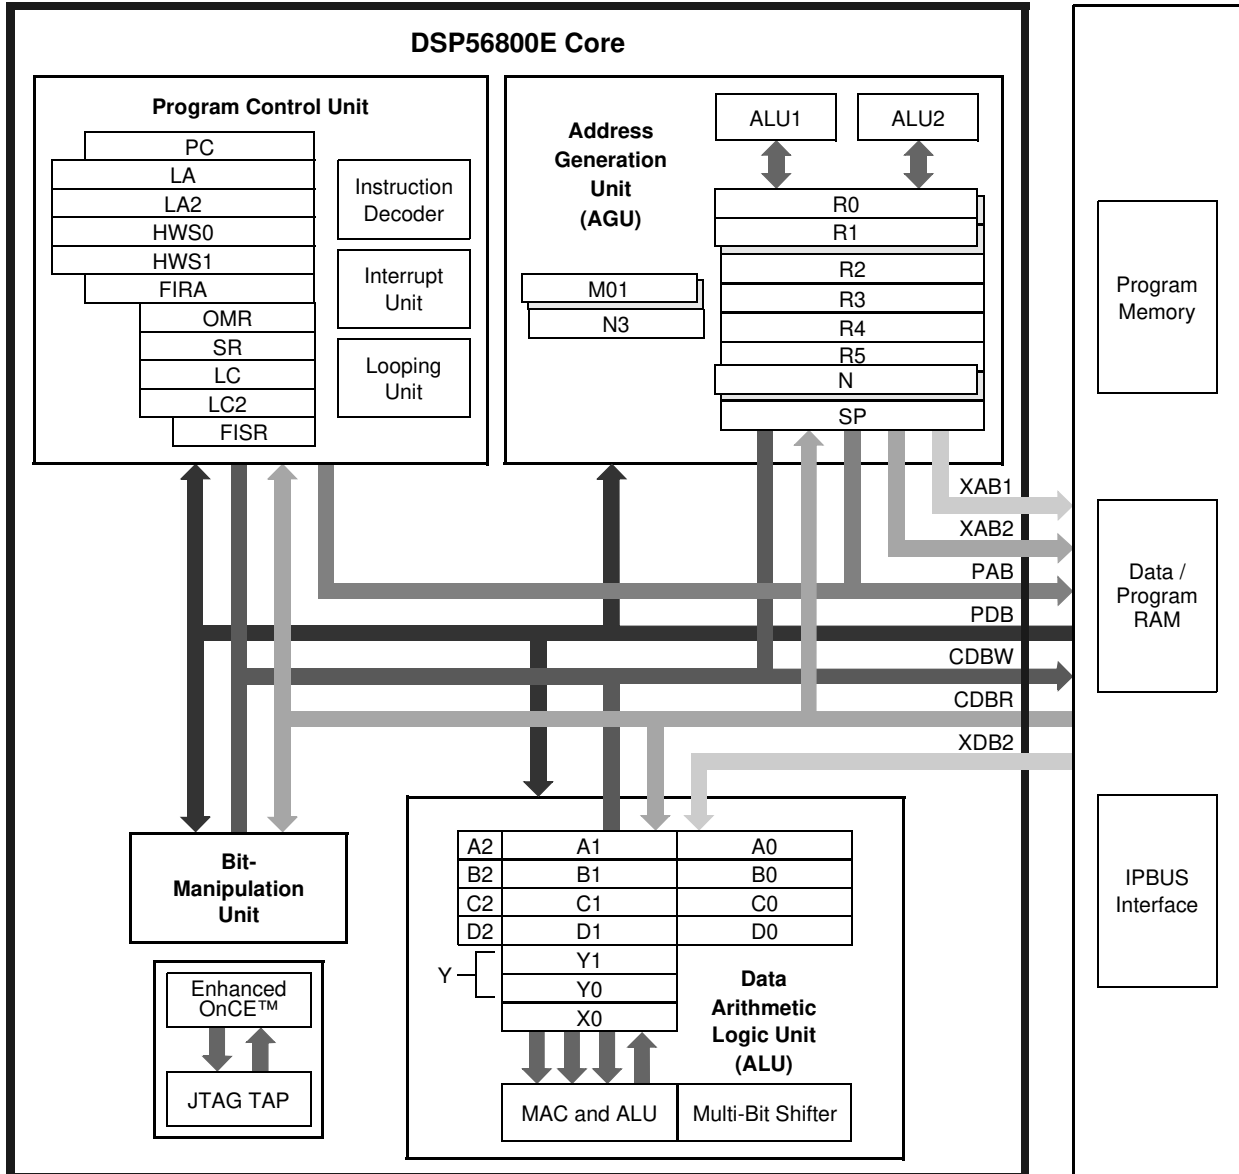 DSP56800E Core
Program Control Unit
PC
LA
LA2
HWS0
HWS1
FIRA
OMR
SR
LC
LC2
FISR
Instruction
Decoder
Interrupt
Unit
Looping
Unit
Address
Generation
Unit
(AGU)
ALU1
ALU2
R0
R1
R2
R3
R4
R5
N
SP
M01
N3
XAB1
XAB2
PAB
PDB
CDBW
CDBR
XDB2
Program
Memory
Data /
Program
RAM
IPBUS
Interface
Bit-
Manipulation
Unit
Enhanced
OnCE™
JTAG TAP
A2 A1 A0
B2 B1 B0
C2 C1 C0
D2 D1 D0
Y
Y1
Y0
X0
Data
Arithmetic
Logic Unit
(ALU)
MAC and ALU
Multi-Bit Shifter